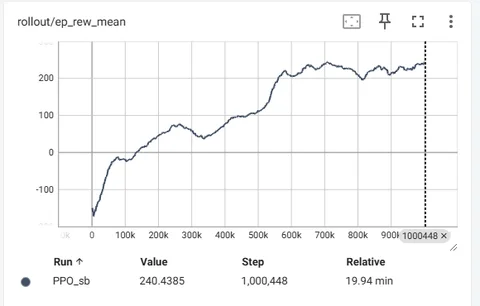 rollout/ep_rew_mean
200
100
0
-100
0 100k 200k 300k 400k 500k 600k 700k 800k 900k 1000448 ×
Run ↑ Value Step Relative
PPO_sb 240.4385 1,000,448 19.94 min